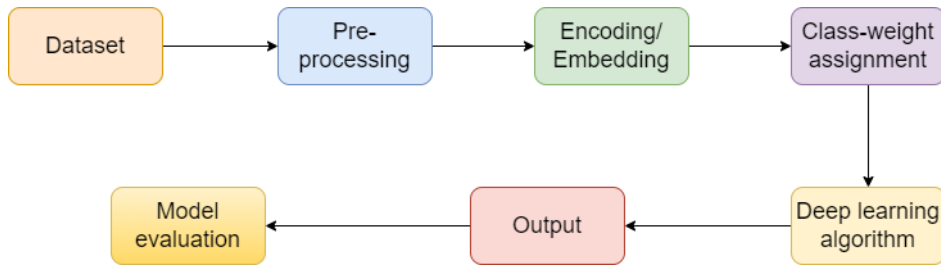 Dataset
Pre-
processing
Encoding/
Embedding
Class-weight
assignment
Deep learning
algorithm
Output
Model
evaluation